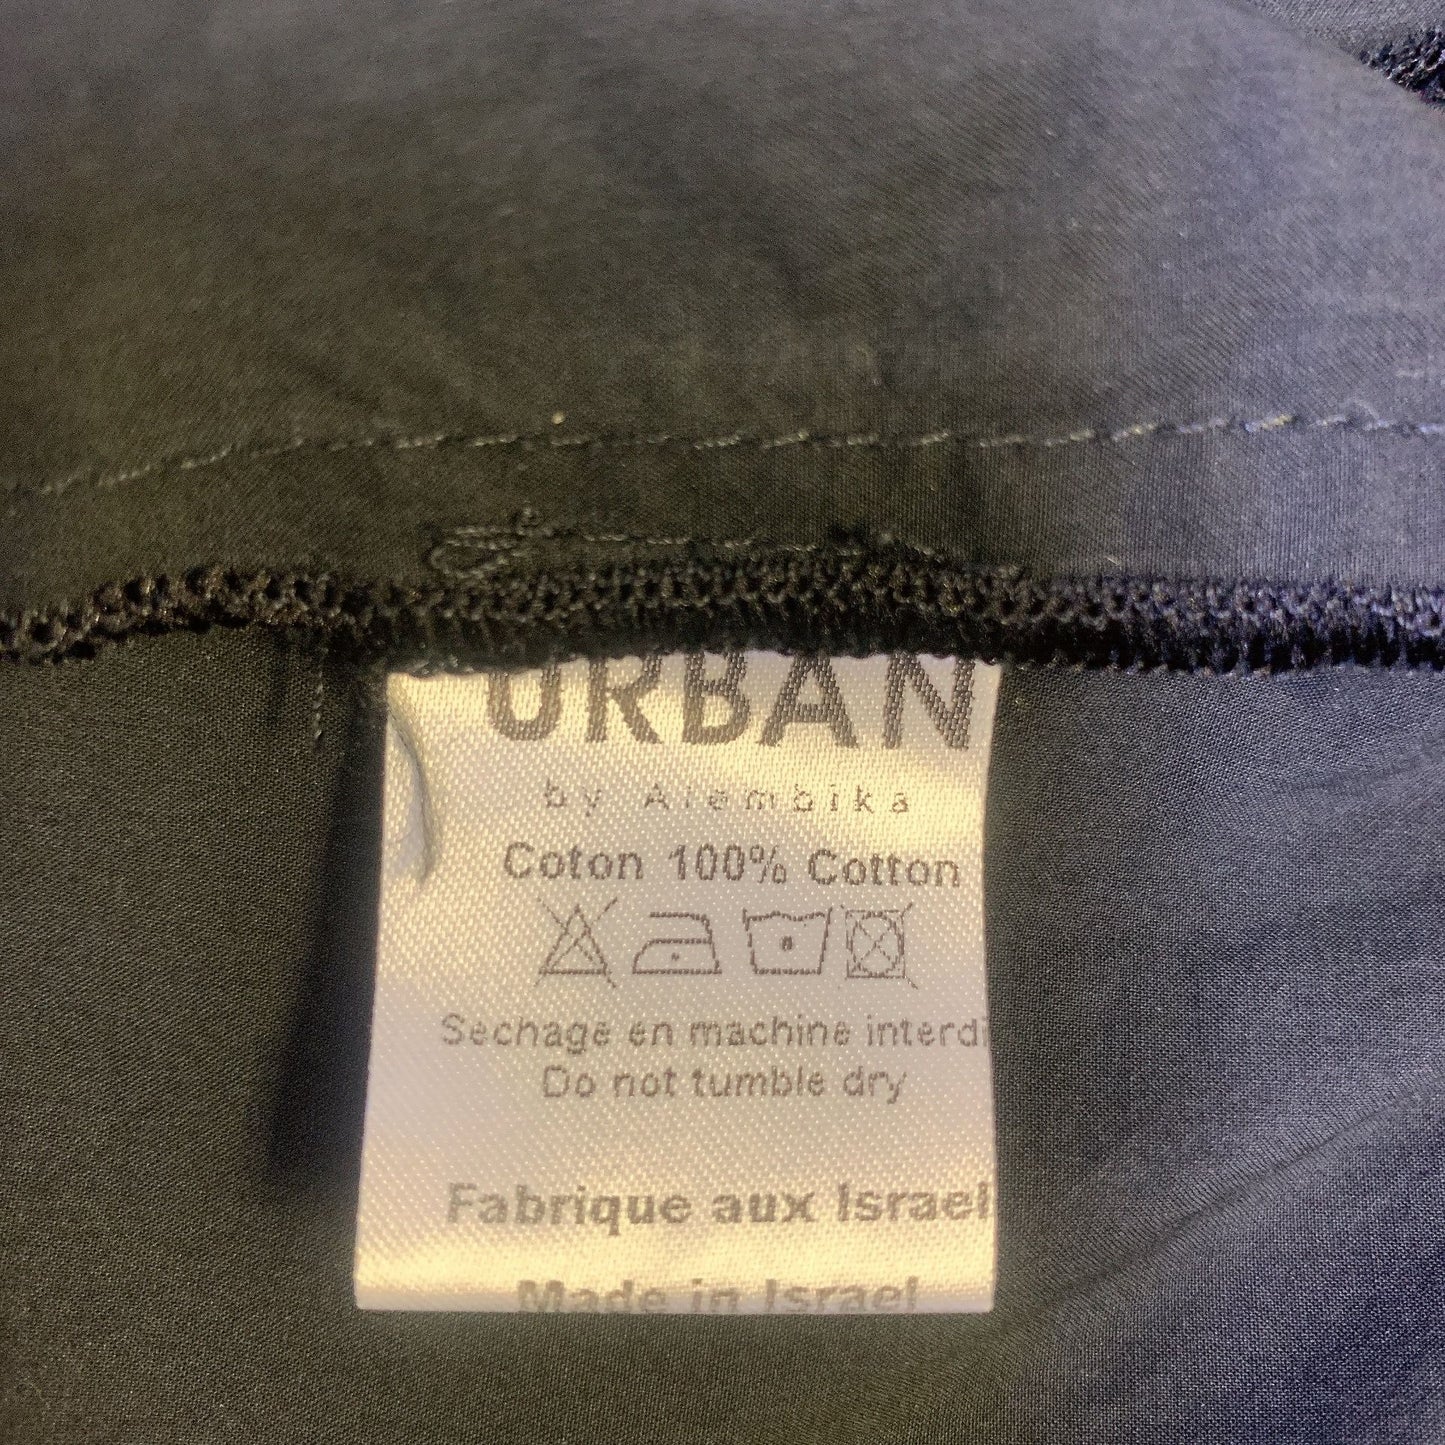 URBAN
by Alembika
Coton 100% Cotton
Sechage en machine interdi
Do not tumble dry
Fabrique aux Israel
Made in Israel